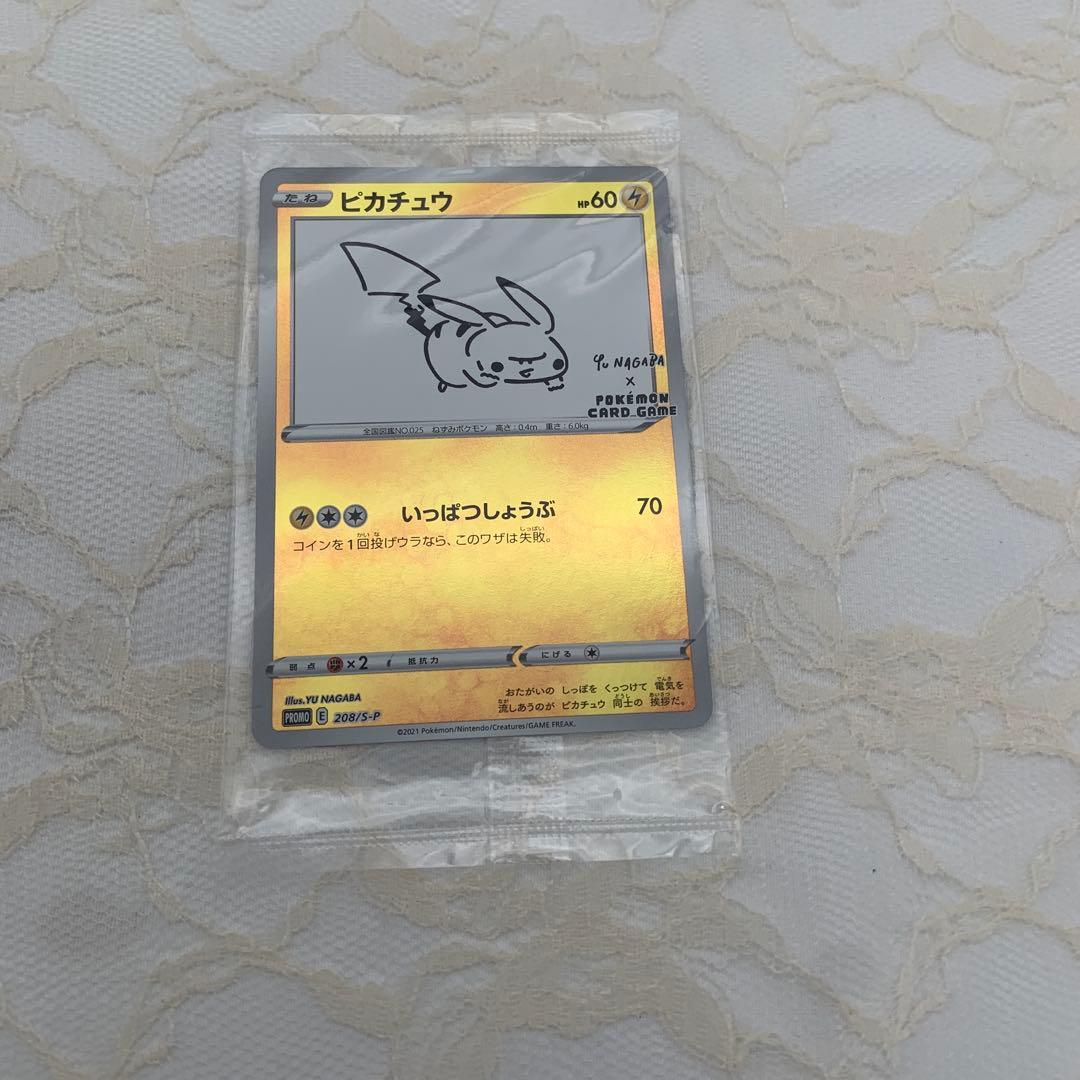 たね ピカチュウ HP60
Yu NAGABA
×
POKÉMON
CARD GAME
全国図鑑NO.025 ねずみポケモン 高さ:0.4m 重さ:6.0kg
いっぱつしょうぶ 70
コインを1回投げウラなら、このワザは失敗。
弱点 ×2 抵抗力 にげる
Illus.YU NAGABA
おたがいの しっぽを くっつけて 電気を
流しあうのが ピカチュウ 同士の 挨拶だ。
PROMO E 208/S-P
©2021 Pokémon/Nintendo/Creatures/GAME FREAK.